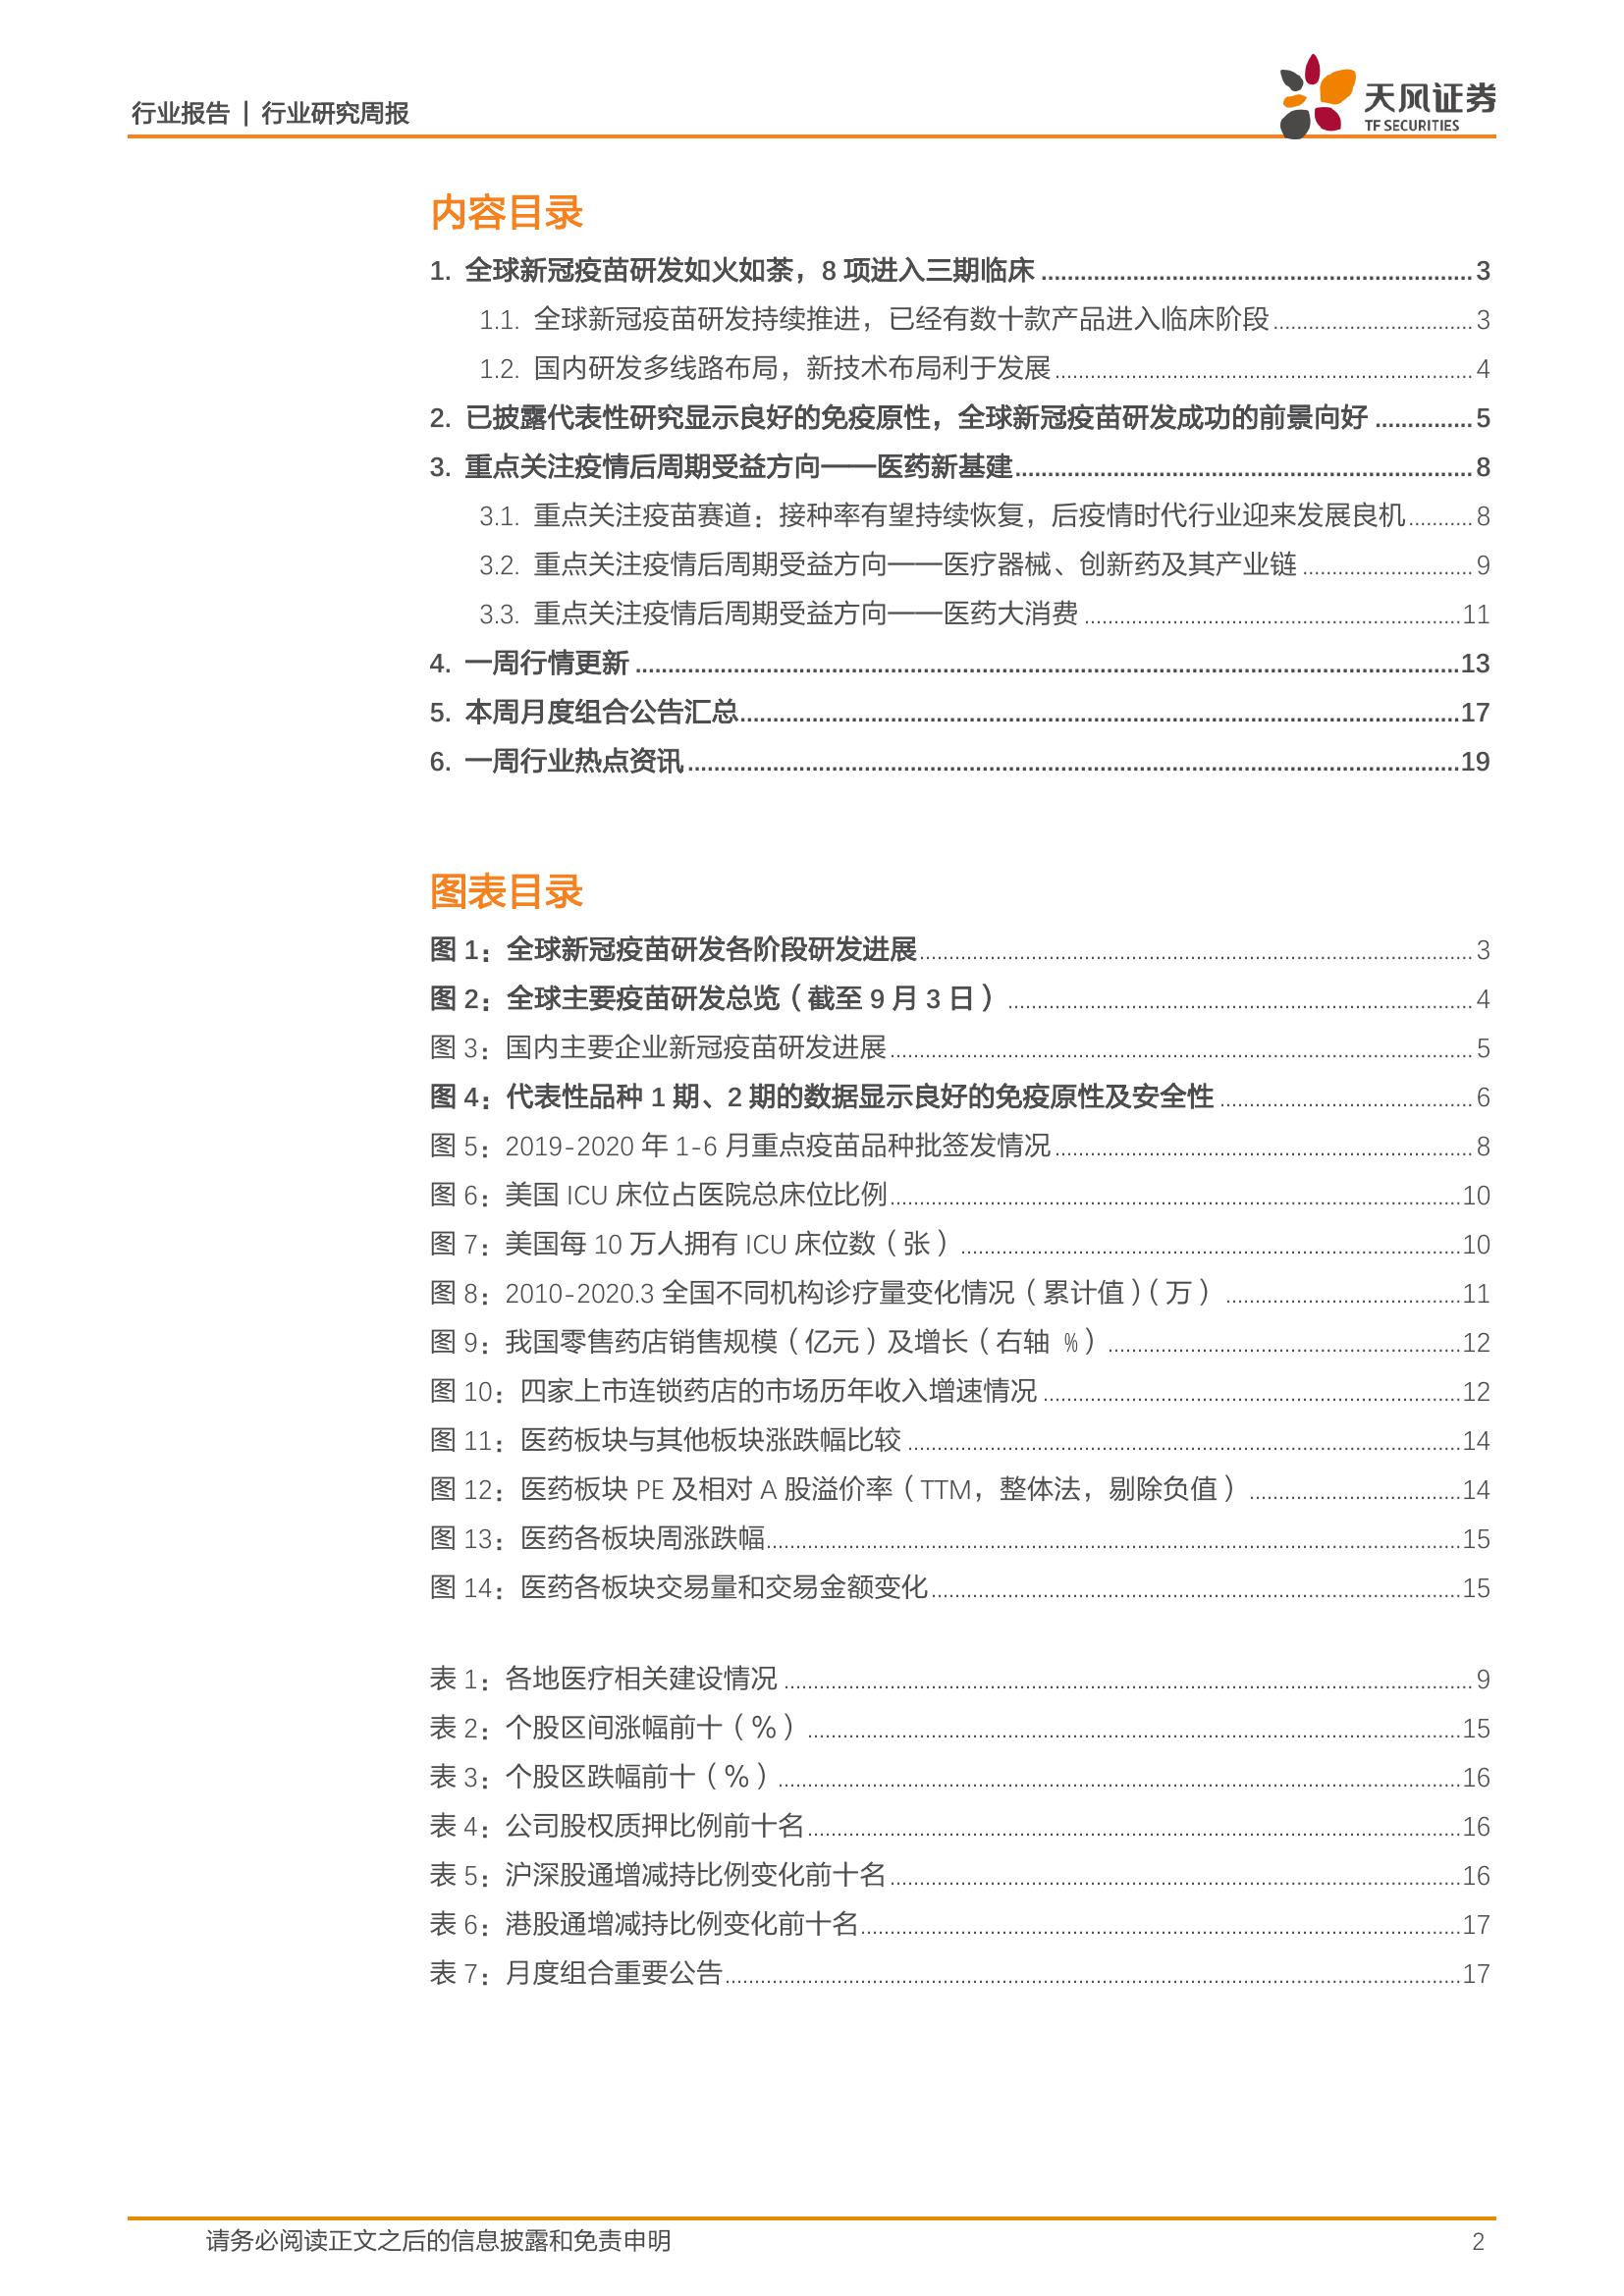 行业报告 | 行业研究周报
天风证券
TF SECURITIES
内容目录
1. 全球新冠疫苗研发如火如荼，8 项进入三期临床 3
1.1. 全球新冠疫苗研发持续推进，已经有数十款产品进入临床阶段 3
1.2. 国内研发多线路布局，新技术布局利于发展 4
2. 已披露代表性研究显示良好的免疫原性，全球新冠疫苗研发成功的前景向好 5
3. 重点关注疫情后周期受益方向——医药新基建 8
3.1. 重点关注疫苗赛道：接种率有望持续恢复，后疫情时代行业迎来发展良机 8
3.2. 重点关注疫情后周期受益方向——医疗器械、创新药及其产业链 9
3.3. 重点关注疫情后周期受益方向——医药大消费 11
4. 一周行情更新 13
5. 本周月度组合公告汇总 17
6. 一周行业热点资讯 19
图表目录
图 1：全球新冠疫苗研发各阶段研发进展 3
图 2：全球主要疫苗研发总览（截至 9 月 3 日） 4
图 3：国内主要企业新冠疫苗研发进展 5
图 4：代表性品种 1 期、2 期的数据显示良好的免疫原性及安全性 6
图 5：2019-2020 年 1-6 月重点疫苗品种批签发情况 8
图 6：美国 ICU 床位占医院总床位比例 10
图 7：美国每 10 万人拥有 ICU 床位数（张） 10
图 8：2010-2020.3 全国不同机构诊疗量变化情况（累计值）（万） 11
图 9：我国零售药店销售规模（亿元）及增长（右轴 %） 12
图 10：四家上市连锁药店的市场历年收入增速情况 12
图 11：医药板块与其他板块涨跌幅比较 14
图 12：医药板块 PE 及相对 A 股溢价率（TTM，整体法，剔除负值） 14
图 13：医药各板块周涨跌幅 15
图 14：医药各板块交易量和交易金额变化 15
表 1：各地医疗相关建设情况 9
表 2：个股区间涨幅前十（%） 15
表 3：个股区跌幅前十（%） 16
表 4：公司股权质押比例前十名 16
表 5：沪深股通增减持比例变化前十名 16
表 6：港股通增减持比例变化前十名 17
表 7：月度组合重要公告 17
请务必阅读正文之后的信息披露和免责申明 2